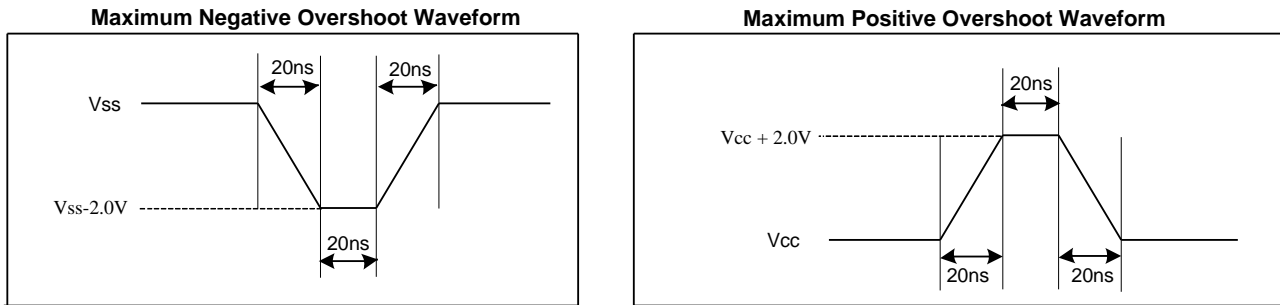 Maximum Negative Overshoot Waveform
20ns
20ns
Vss
Vss-2.0V
20ns
Maximum Positive Overshoot Waveform
20ns
Vcc + 2.0V
Vcc
20ns
20ns